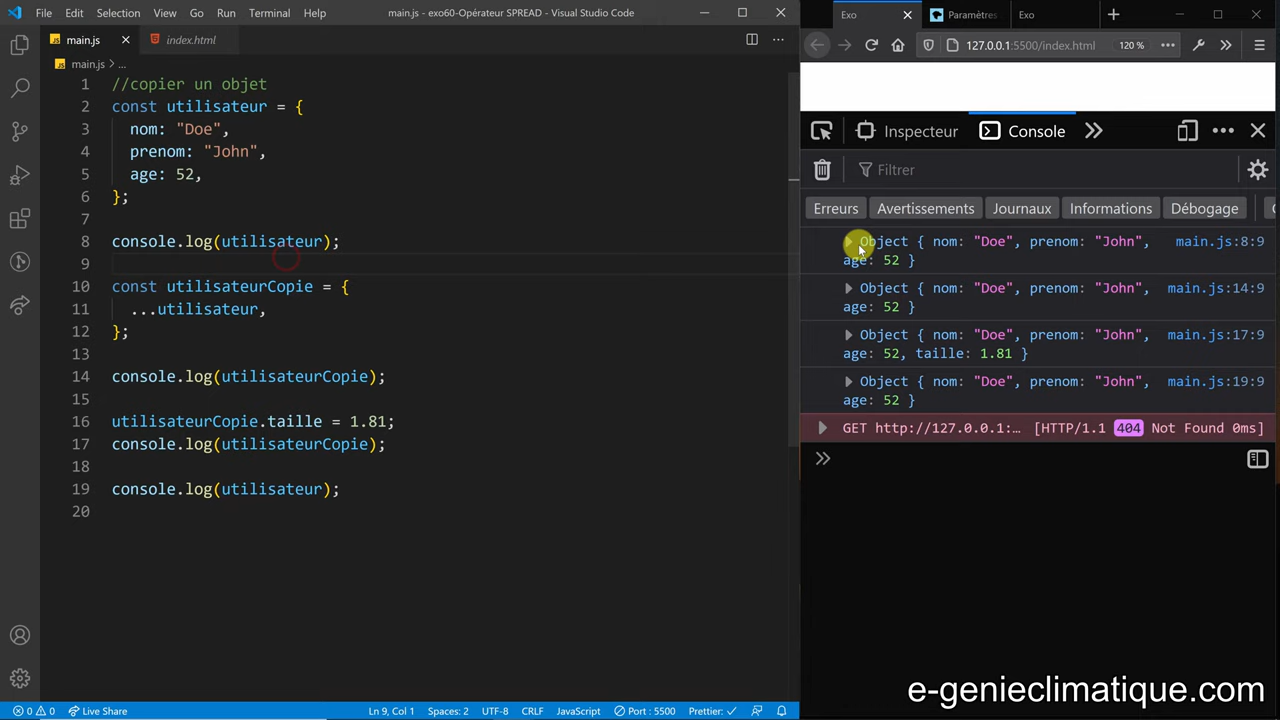 File Edit Selection View Go Run Terminal Help
main.js - exo60-Opérateur SPREAD - Visual Studio Code
main.js
index.html
main.js > ...
1 //copier un objet
2 const utilisateur = {
3 nom: "Doe",
4 prenom: "John",
5 age: 52,
6 };
7
8 console.log(utilisateur);
9
10 const utilisateurCopie = {
11 ...utilisateur,
12 };
13
14 console.log(utilisateurCopie);
15
16 utilisateurCopie.taille = 1.81;
17 console.log(utilisateurCopie);
18
19 console.log(utilisateur);
20
0 0 Live Share
Ln 9, Col 1 Spaces: 2 UTF-8 CRLF JavaScript Port : 5500 Prettier: ✓
Exo
Paramètres
Exo
127.0.0.1:5500/index.html 120 %
Inspecteur Console
Filtrer
Erreurs Avertissements Journaux Informations Débogage
Object { nom: "Doe", prenom: "John", main.js:8:9
age: 52 }
Object { nom: "Doe", prenom: "John", main.js:14:9
age: 52 }
Object { nom: "Doe", prenom: "John", main.js:17:9
age: 52, taille: 1.81 }
Object { nom: "Doe", prenom: "John", main.js:19:9
age: 52 }
GET http://127.0.0.1:… [HTTP/1.1 404 Not Found 0ms]
e-genieclimatique.com